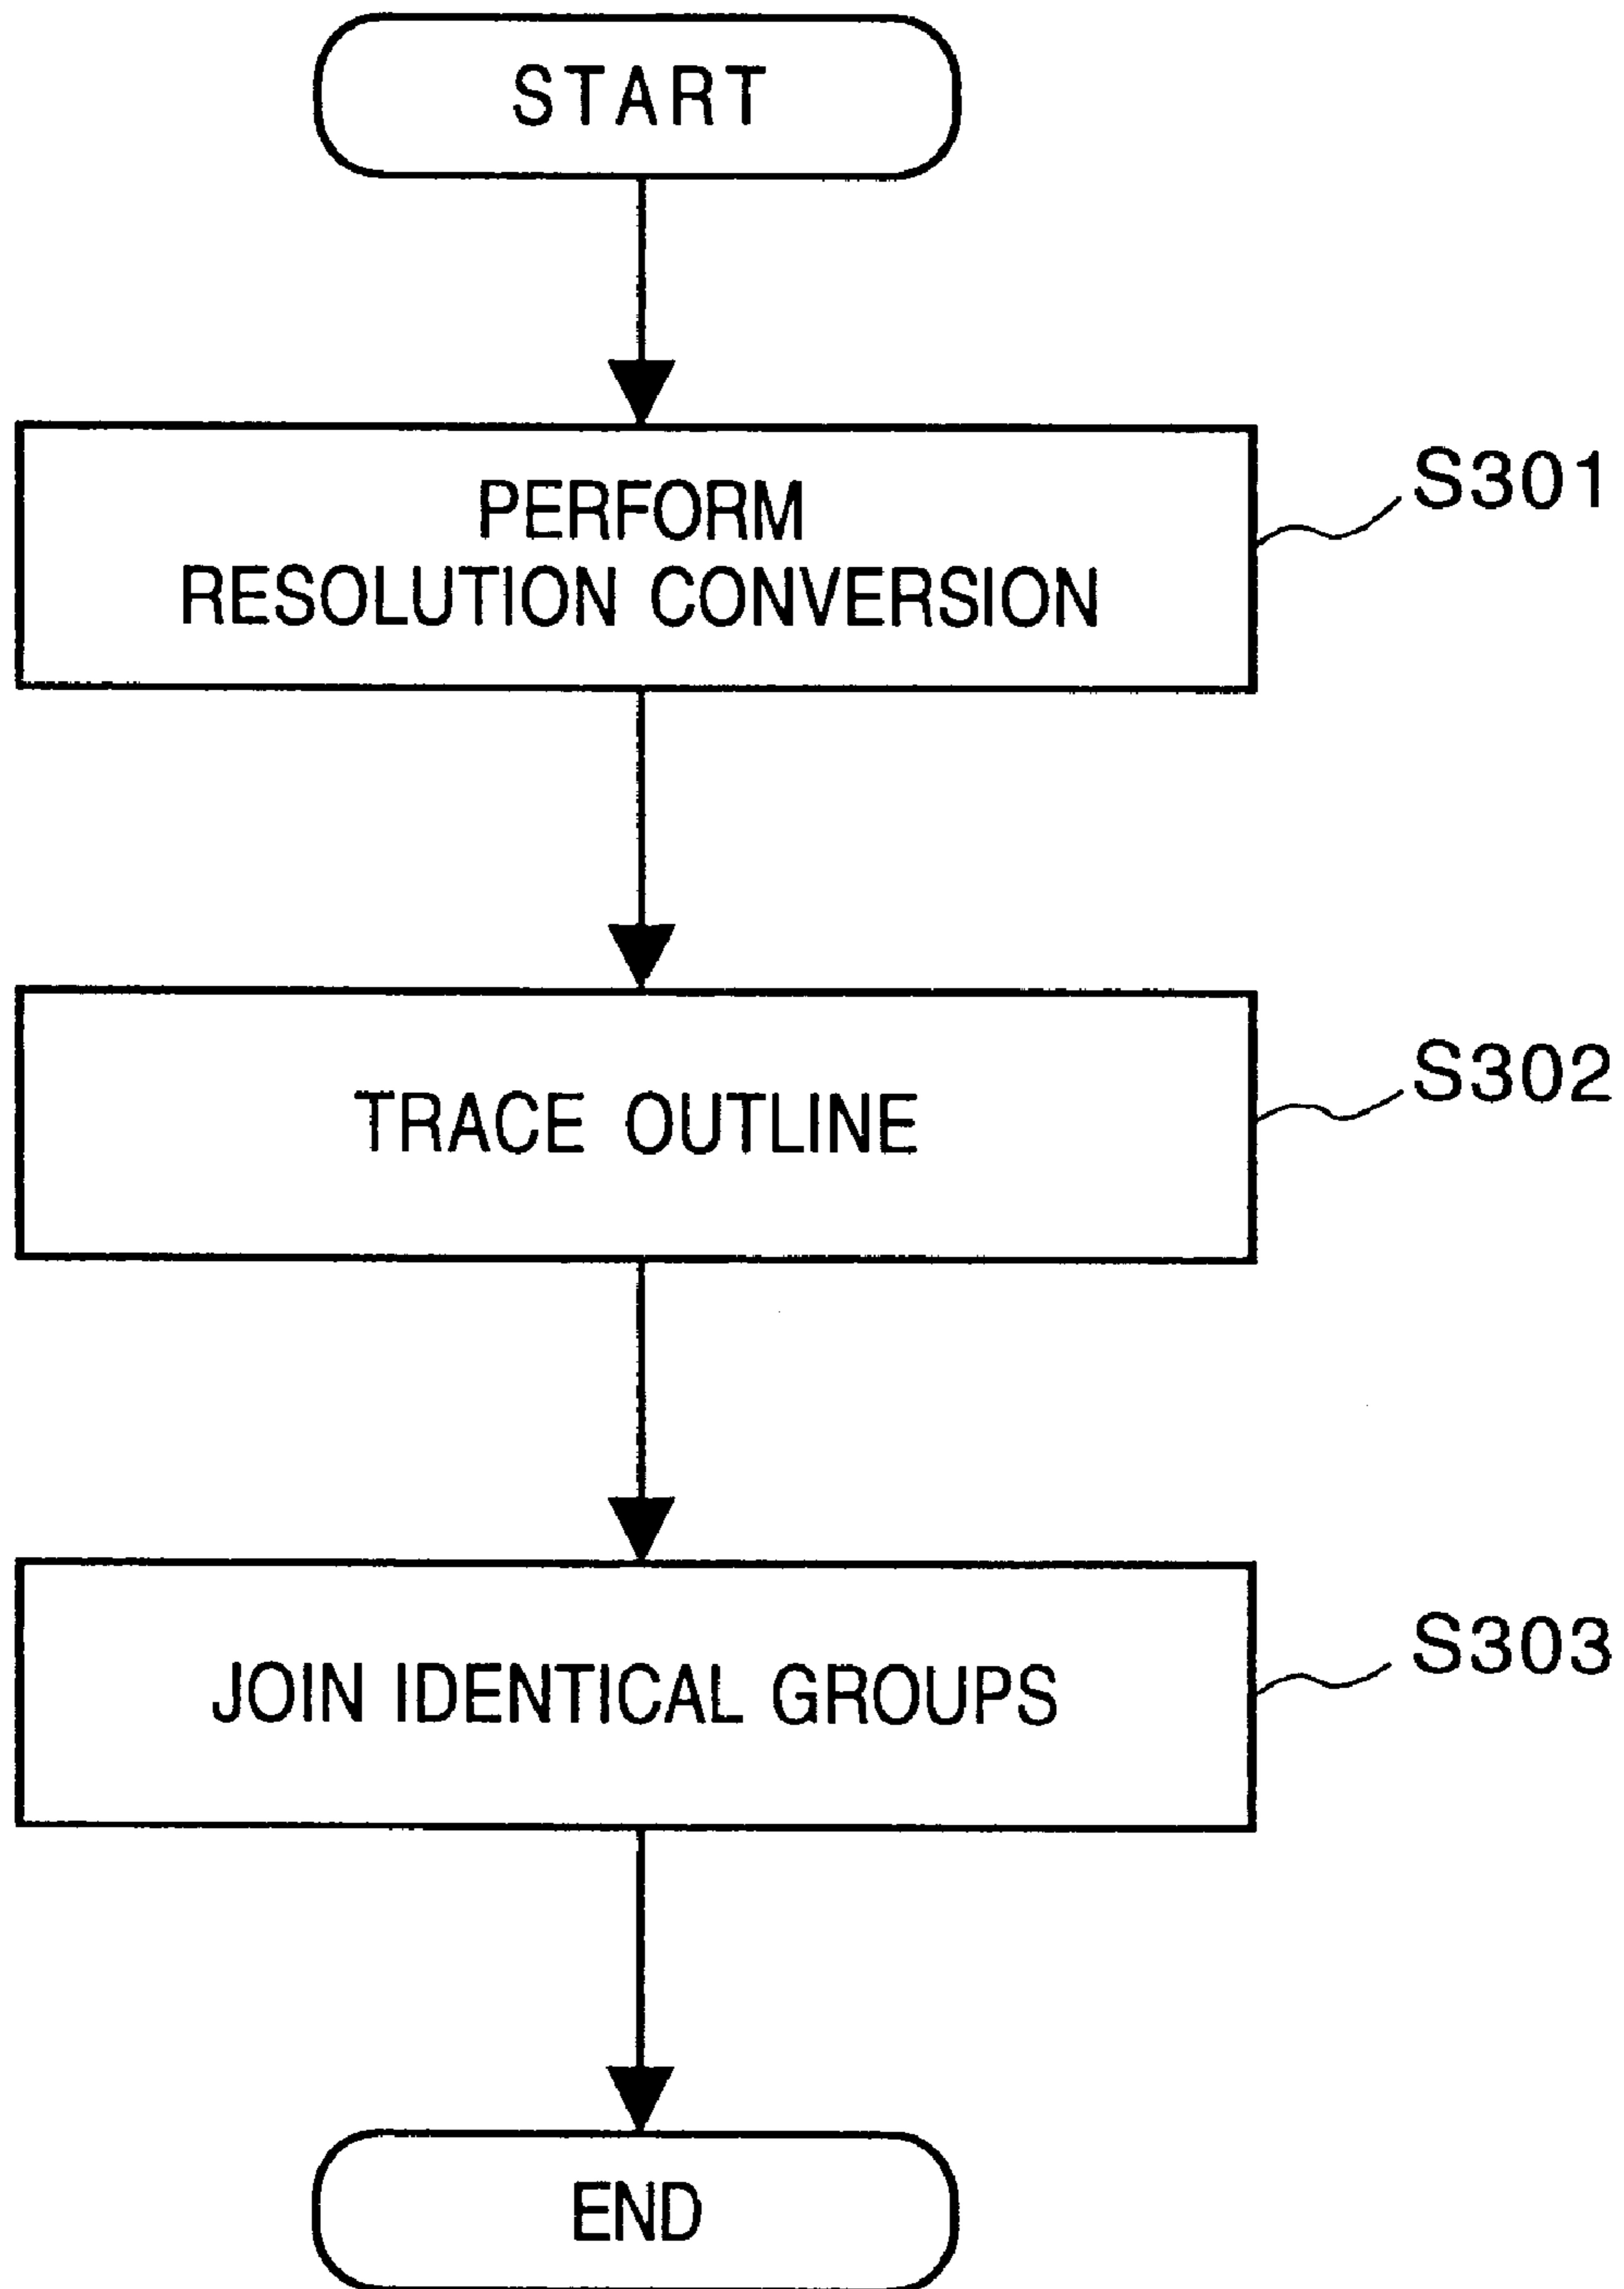 START
PERFORM
RESOLUTION CONVERSION
S301
TRACE OUTLINE
S302
JOIN IDENTICAL GROUPS
S303
END